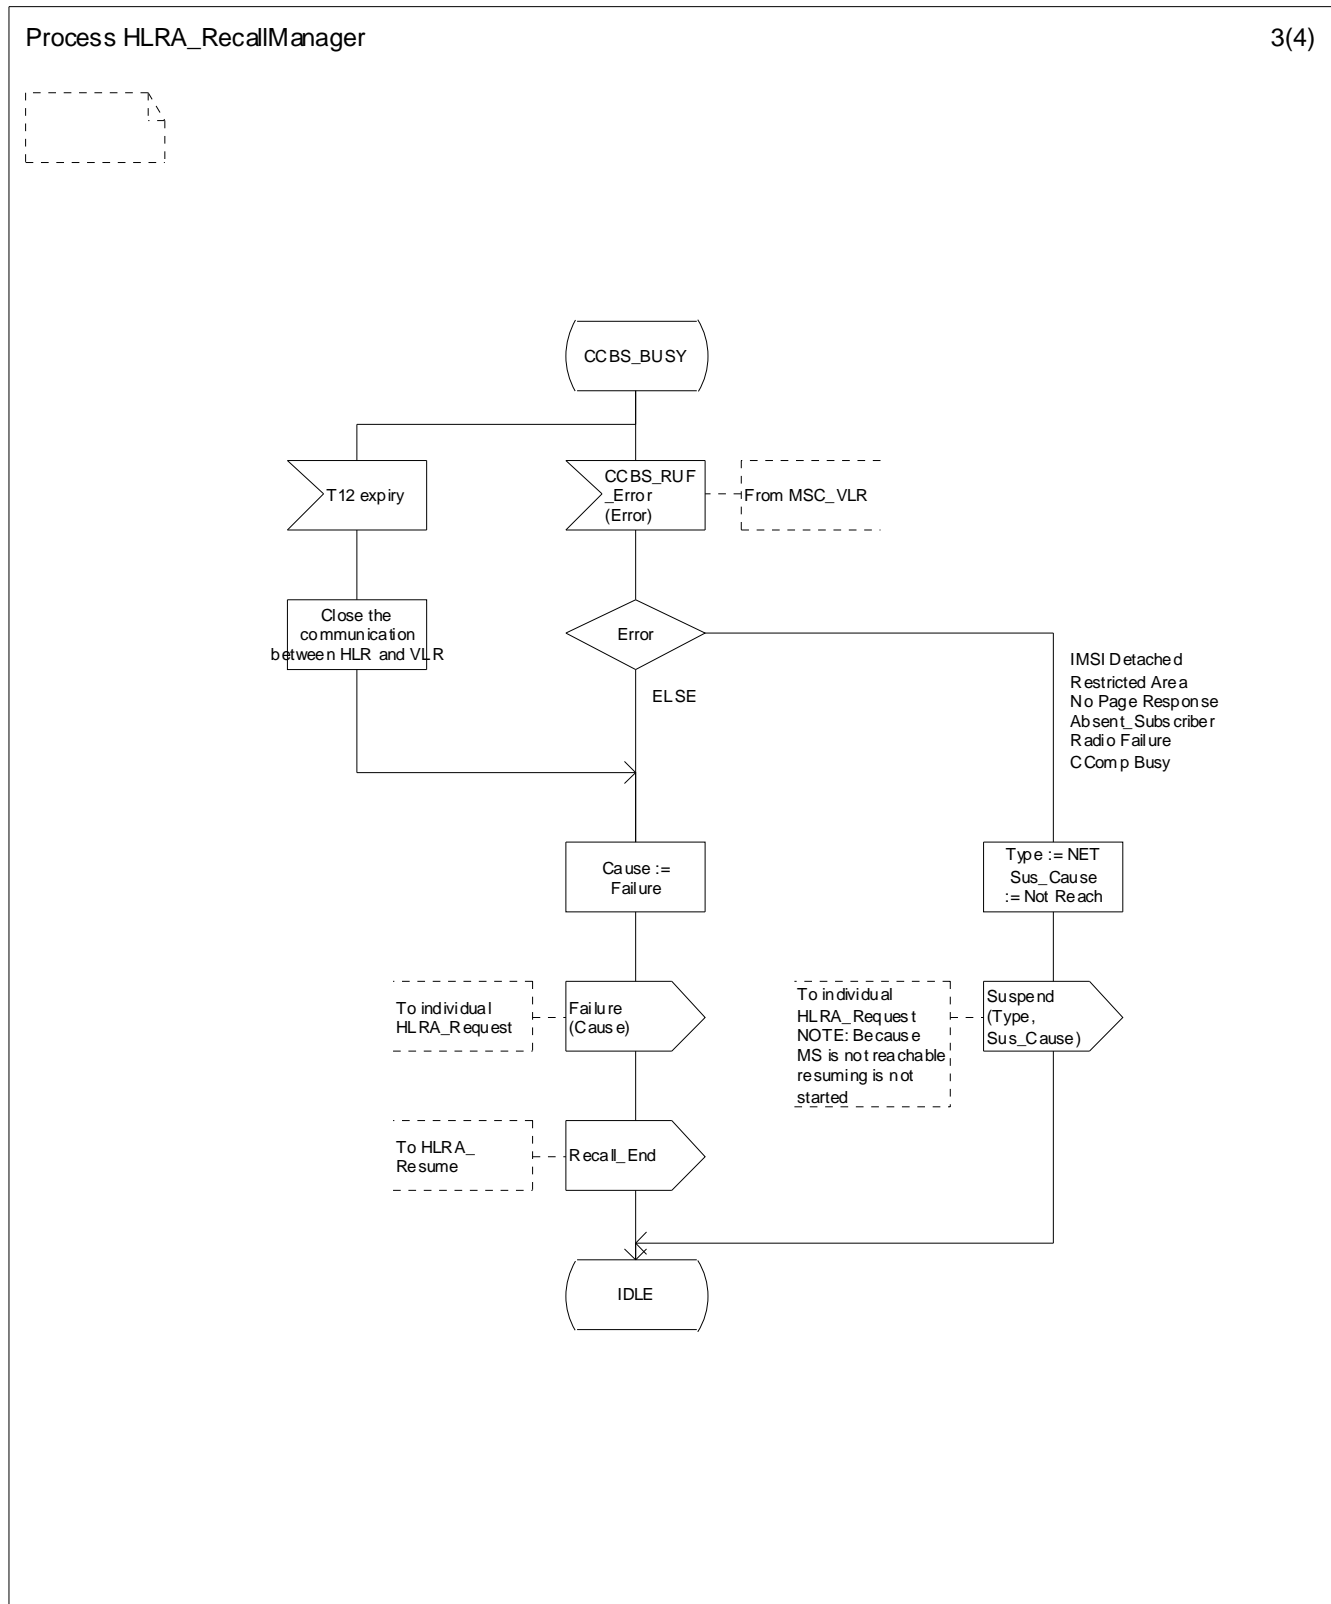 Process HLRA_RecallManager
3(4)
CCBS_BUSY
T12 expiry
CCBS_RUF
_Error
(Error)
From MSC_VLR
Close the
communication
between HLR and VLR
Error
ELSE
IMSI Detached
Restricted Area
No Page Response
Absent_Subscriber
Radio Failure
CComp Busy
Cause :=
Failure
Type := NET
Sus_Cause
:= Not Reach
To individual
HLRA_Request
Failure
(Cause)
To individual
HLRA_Request
NOTE: Because
MS is not reachable
resuming is not
started
Suspend
(Type,
Sus_Cause)
To HLRA_
Resume
Recall_End
IDLE